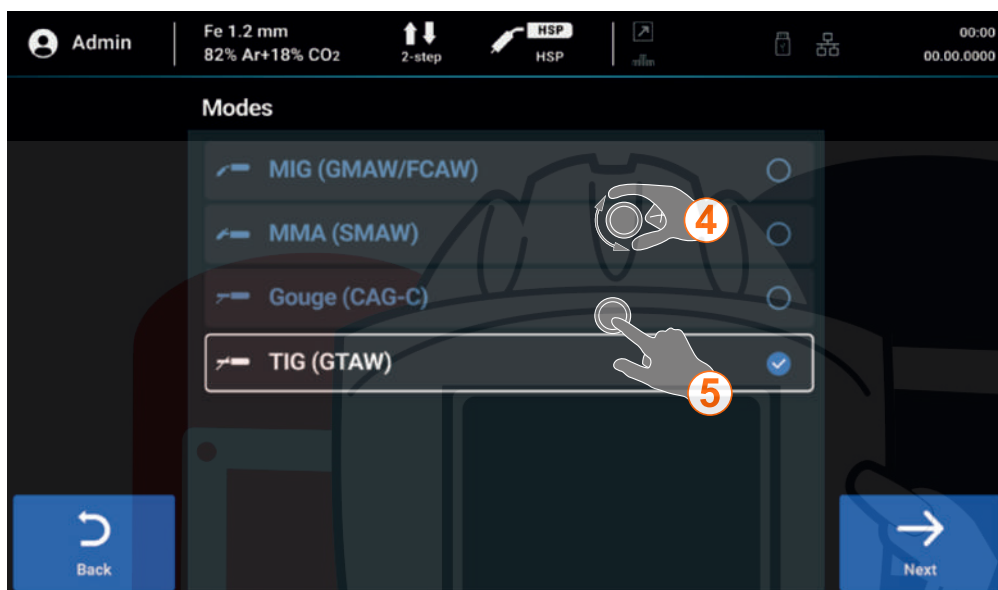 Admin
Fe 1.2 mm
82% Ar+18% CO2
2-step
HSP
HSP
00:00
00.00.0000
Modes
MIG (GMAW/FCAW)
MMA (SMAW)
Gouge (CAG-C)
TIG (GTAW)
4
5
Back
Next